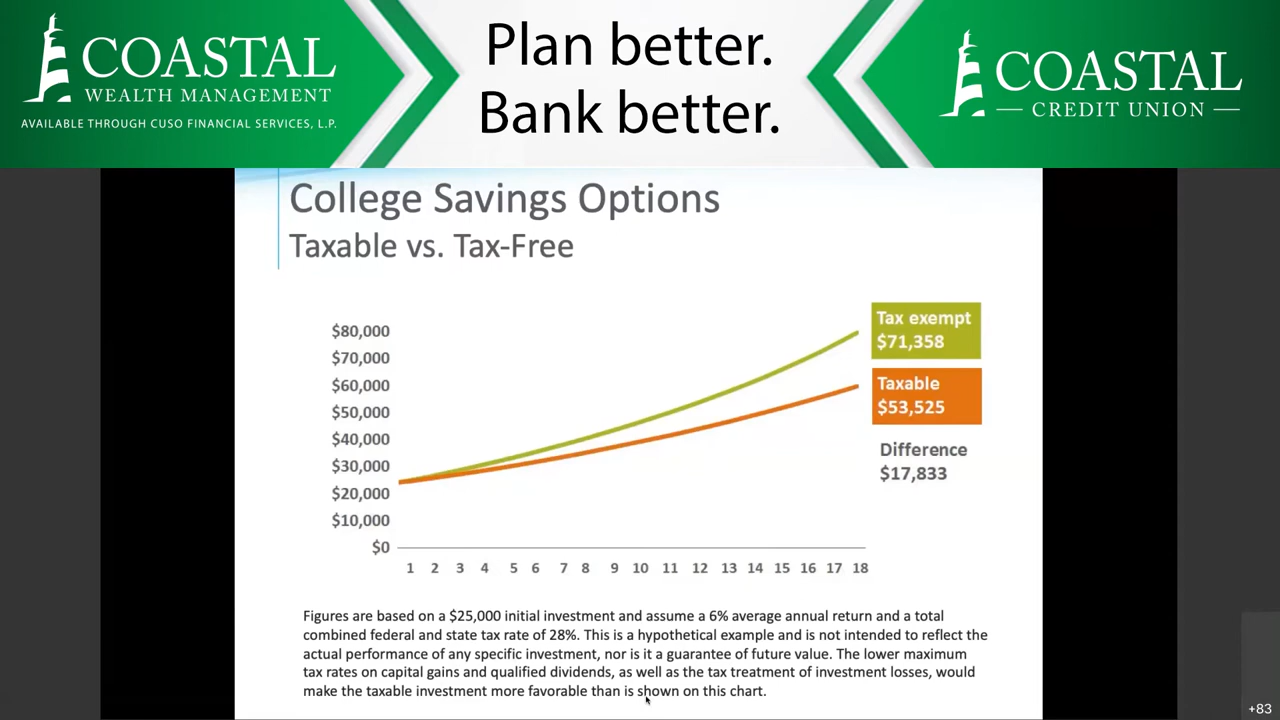 COASTAL
WEALTH MANAGEMENT
AVAILABLE THROUGH CUSO FINANCIAL SERVICES, L.P.
Plan better.
Bank better.
COASTAL
CREDIT UNION
College Savings Options
Taxable vs. Tax-Free
$80,000
$70,000
$60,000
$50,000
$40,000
$30,000
$20,000
$10,000
$0
1 2 3 4 5 6 7 8 9 10 11 12 13 14 15 16 17 18
Tax exempt
$71,358
Taxable
$53,525
Difference
$17,833
Figures are based on a $25,000 initial investment and assume a 6% average annual return and a total
combined federal and state tax rate of 28%. This is a hypothetical example and is not intended to reflect the
actual performance of any specific investment, nor is it a guarantee of future value. The lower maximum
tax rates on capital gains and qualified dividends, as well as the tax treatment of investment losses, would
make the taxable investment more favorable than is shown on this chart.
+83